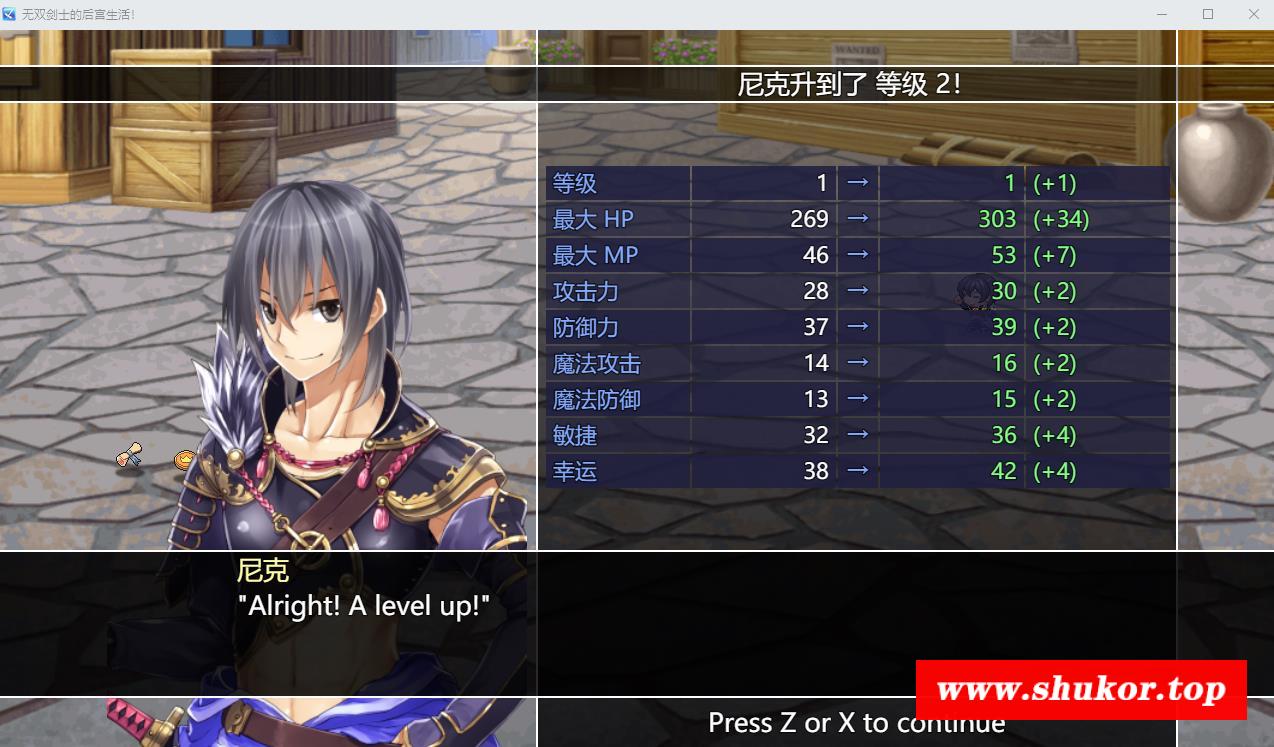 无双剑士的后宫生活!
WANTED
尼克升到了 等级 2!
等级 1 → 1 (+1)
最大 HP 269 → 303 (+34)
最大 MP 46 → 53 (+7)
攻击力 28 → 30 (+2)
防御力 37 → 39 (+2)
魔法攻击 14 → 16 (+2)
魔法防御 13 → 15 (+2)
敏捷 32 → 36 (+4)
幸运 38 → 42 (+4)
尼克
"Alright! A level up!"
www.shukor.top
Press Z or X to continue